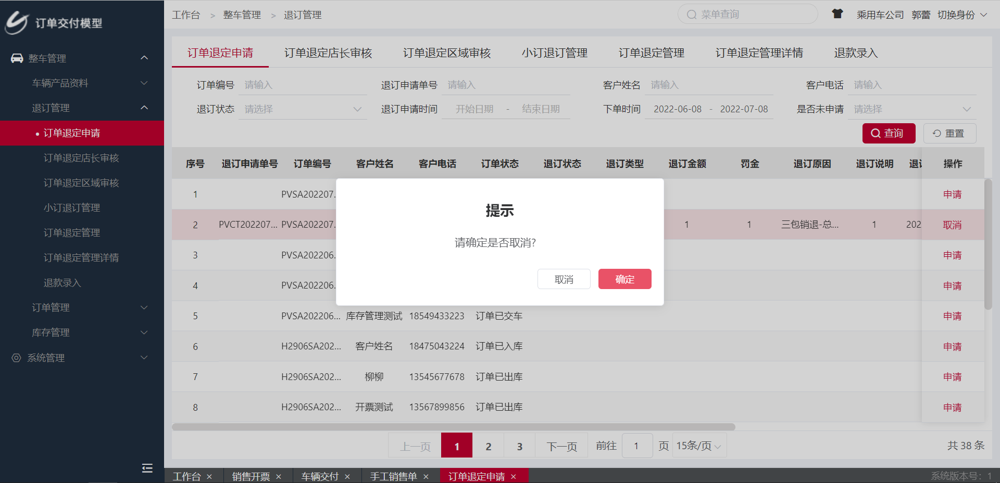 订单交付模型
整车管理
车辆产品资料
退订管理
订单退定申请
订单退定店长审核
订单退定区域审核
小订退订管理
订单退定管理
订单退定管理详情
退款录入
订单管理
库存管理
系统管理
工作台 > 整车管理 > 退订管理
菜单查询
乘用车公司 郭蕾 切换身份
订单退定申请 订单退定店长审核 订单退定区域审核 小订退订管理 订单退定管理 订单退定管理详情 退款录入
订单编号 请输入 退订申请单号 请输入 客户姓名 请输入 客户电话 请输入
退订状态 请选择 退订申请时间 开始日期 - 结束日期 下单时间 2022-06-08 - 2022-07-08 是否未申请 请选择
查询 重置
序号 退订申请单号 订单编号 客户姓名 客户电话 订单状态 退订状态 退订类型 退订金额 罚金 退订原因 退订说明 退订 操作
1 PVSA202207. 申请
2 PVCT202207... PVSA202207. 1 1 三包销退-总... 1 202 取消
3 PVSA202206. 申请
4 PVSA202206. 申请
5 PVSA202206... 库存管理测试 18549433223 订单已交车 申请
6 H2906SA202... 客户姓名 18475043224 订单已入库 申请
7 H2906SA202... 柳柳 13545677678 订单已出库 申请
8 H2906SA202... 开票测试 13567899856 订单已出库 申请
提示
请确定是否取消?
取消 确定
上一页 1 2 3 下一页 前往 1 页 15条/页 共 38 条
工作台 × 销售开票 × 车辆交付 × 手工销售单 × 订单退定申请 × 系统版本号：1